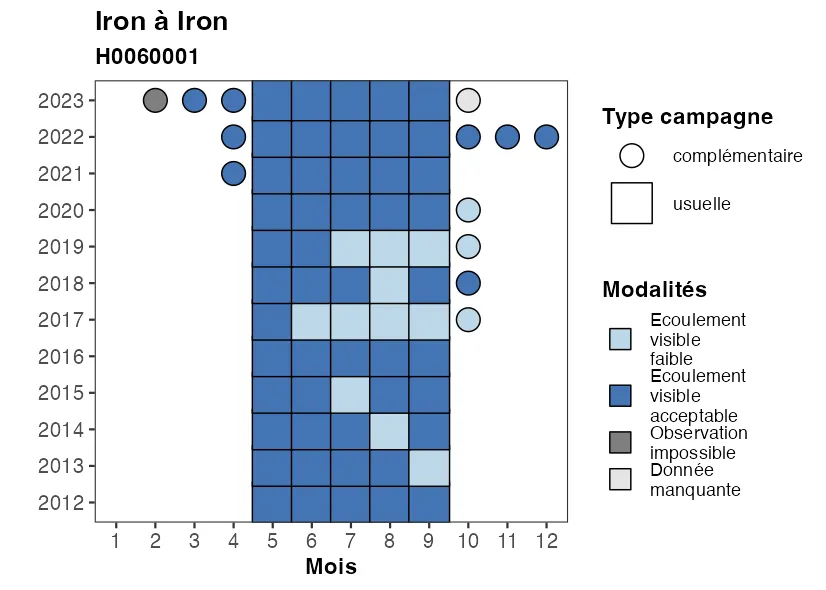 Iron à Iron
H0060001
2023
2022
2021
2020
2019
2018
2017
2016
2015
2014
2013
2012
1 2 3 4 5 6 7 8 9 10 11 12
Mois
Type campagne
complémentaire
usuelle
Modalités
Ecoulement
visible
faible
Ecoulement
visible
acceptable
Observation
impossible
Donnée
manquante